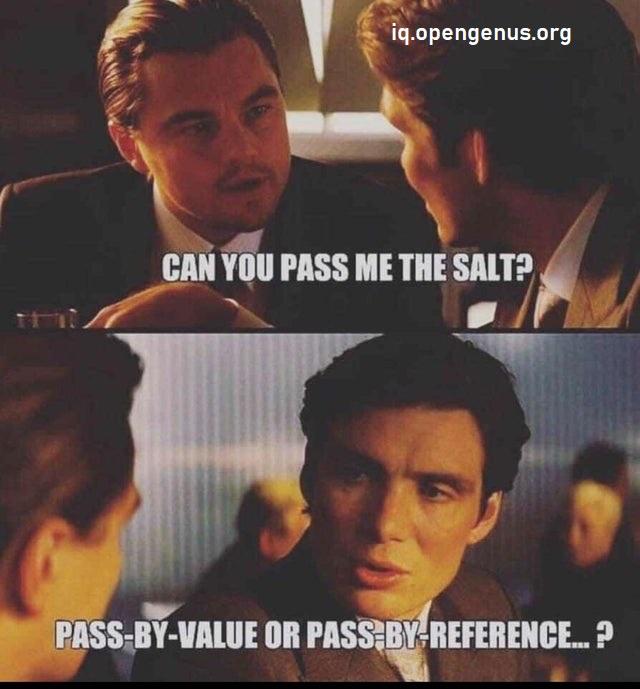 iq.opengenus.org
CAN YOU PASS ME THE SALT?
PASS-BY-VALUE OR PASS-BY-REFERENCE... ?